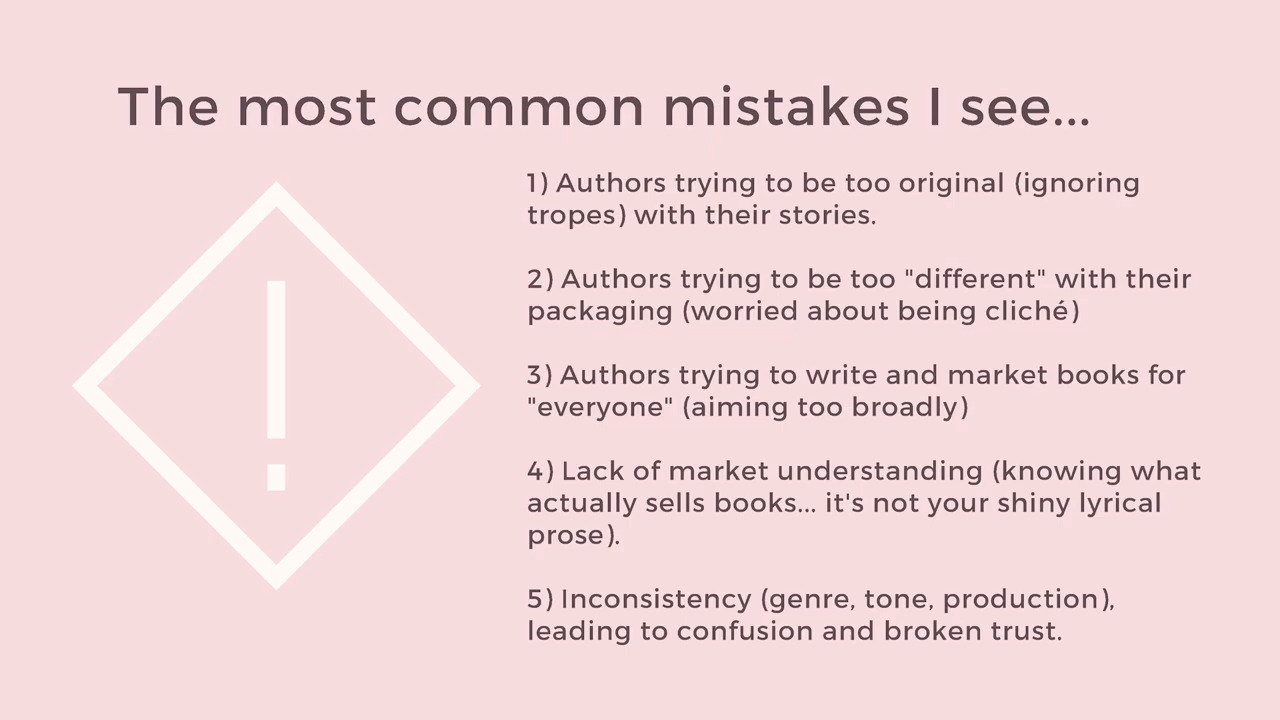 The most common mistakes I see...
1) Authors trying to be too original (ignoring
tropes) with their stories.
2) Authors trying to be too "different" with their
packaging (worried about being cliché)
3) Authors trying to write and market books for
"everyone" (aiming too broadly)
4) Lack of market understanding (knowing what
actually sells books... it's not your shiny lyrical
prose).
5) Inconsistency (genre, tone, production),
leading to confusion and broken trust.